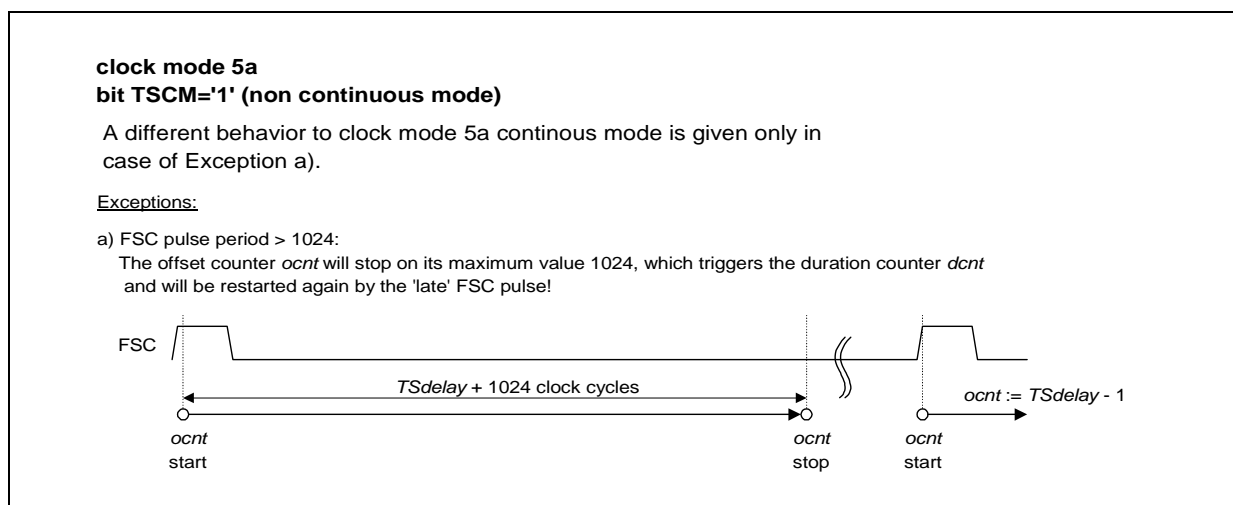 clock mode 5a
bit TSCM='1' (non continuous mode)
A different behavior to clock mode 5a continous mode is given only in
case of Exception a).
Exceptions:
a) FSC pulse period > 1024:
The offset counter ocnt will stop on its maximum value 1024, which triggers the duration counter dcnt
and will be restarted again by the 'late' FSC pulse!
FSC
TSdelay + 1024 clock cycles
ocnt := TSdelay - 1
ocnt ocnt ocnt
start stop start